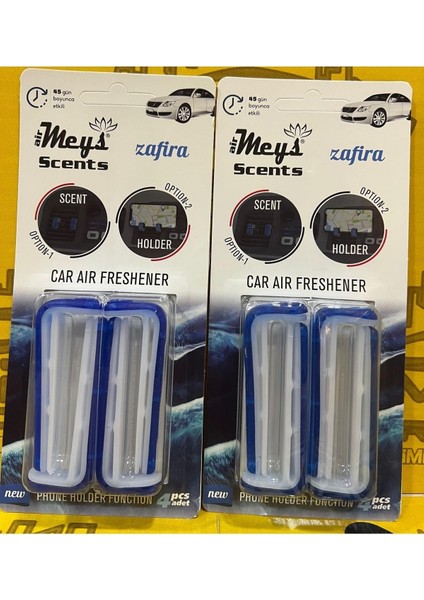 45 gün
boyunca
etkili
air Meys ®
Scents
zafira
SCENT
OPTION-1
OPTION-2
HOLDER
CAR AIR FRESHENER
new
PHONE HOLDER FUNCTION
4 pcs
adet
45 gün
boyunca
etkili
air Meys ®
Scents
zafira
SCENT
OPTION-1
OPTION-2
HOLDER
CAR AIR FRESHENER
new
PHONE HOLDER FUNCTION
4 pcs
adet